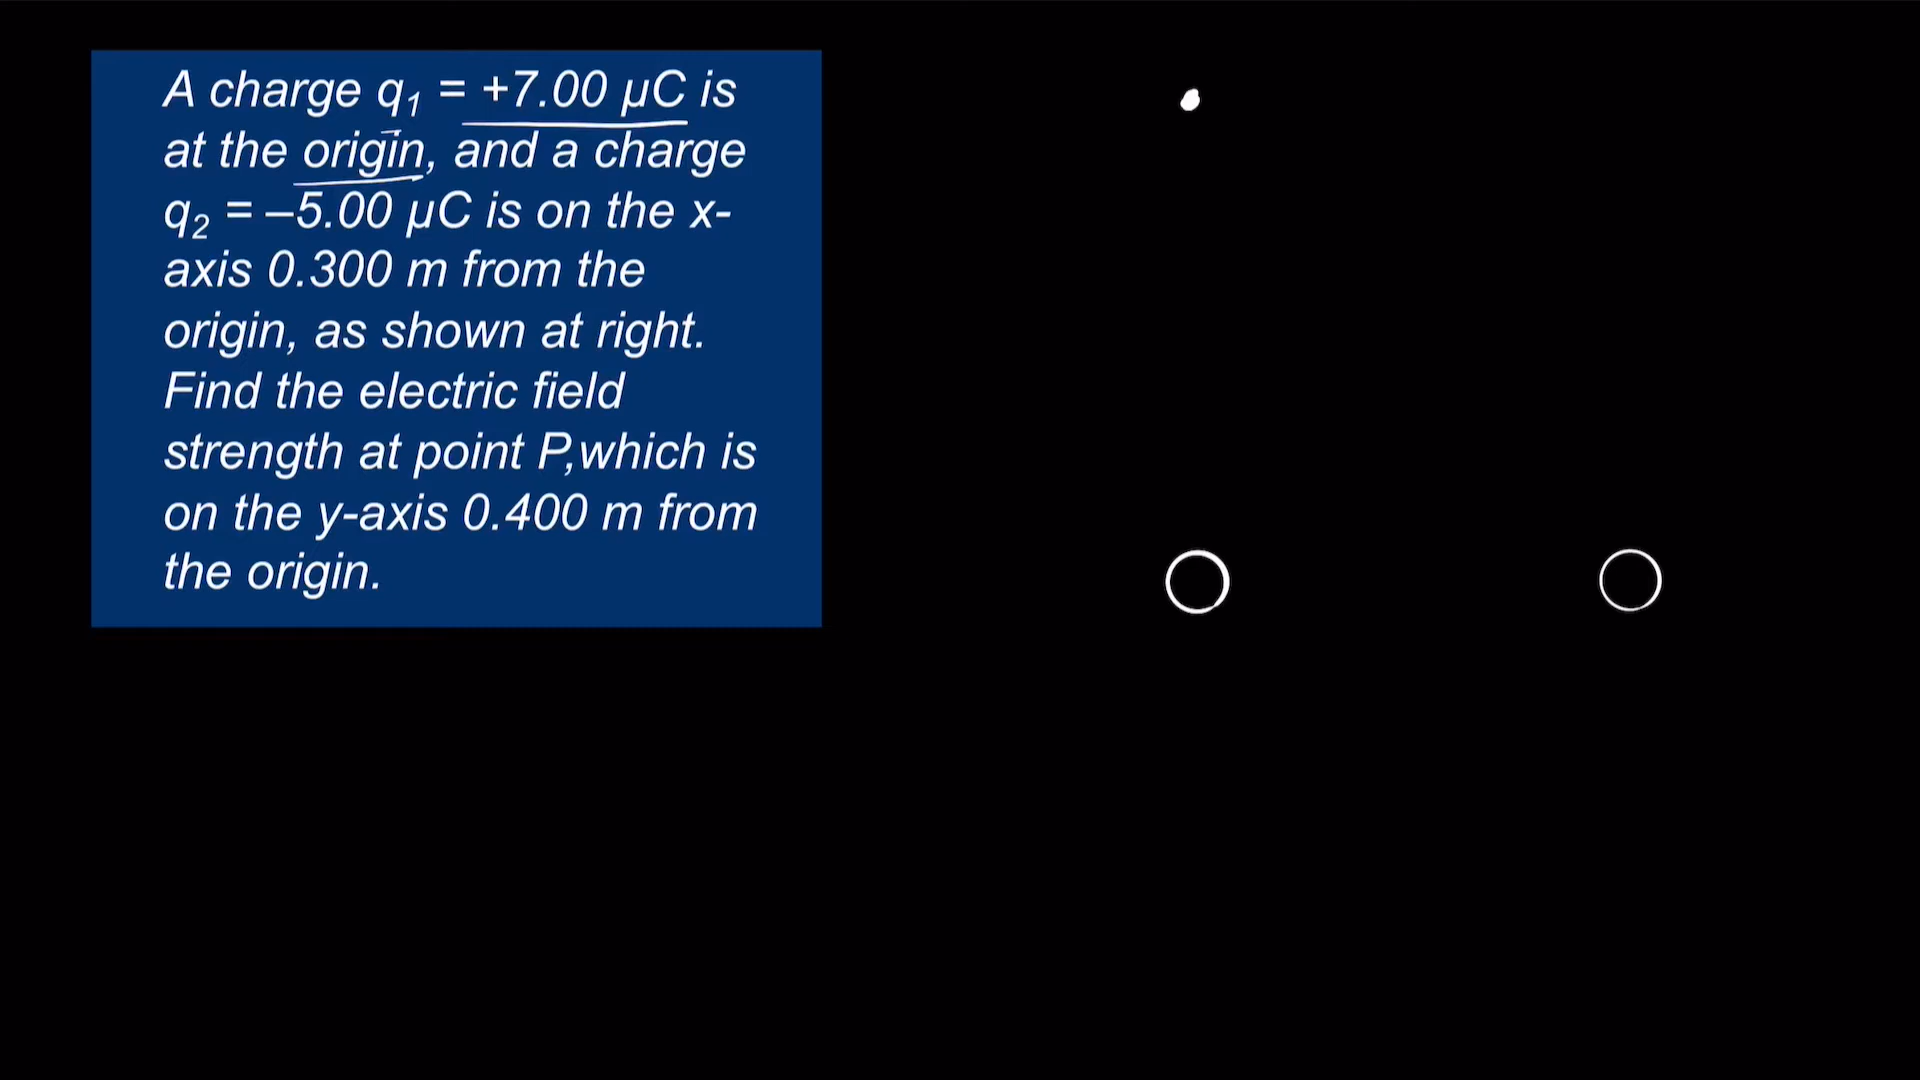 A charge q₁ = +7.00 µC is
at the origin, and a charge
q₂ = –5.00 µC is on the x-
axis 0.300 m from the
origin, as shown at right.
Find the electric field
strength at point P,which is
on the y-axis 0.400 m from
the origin.